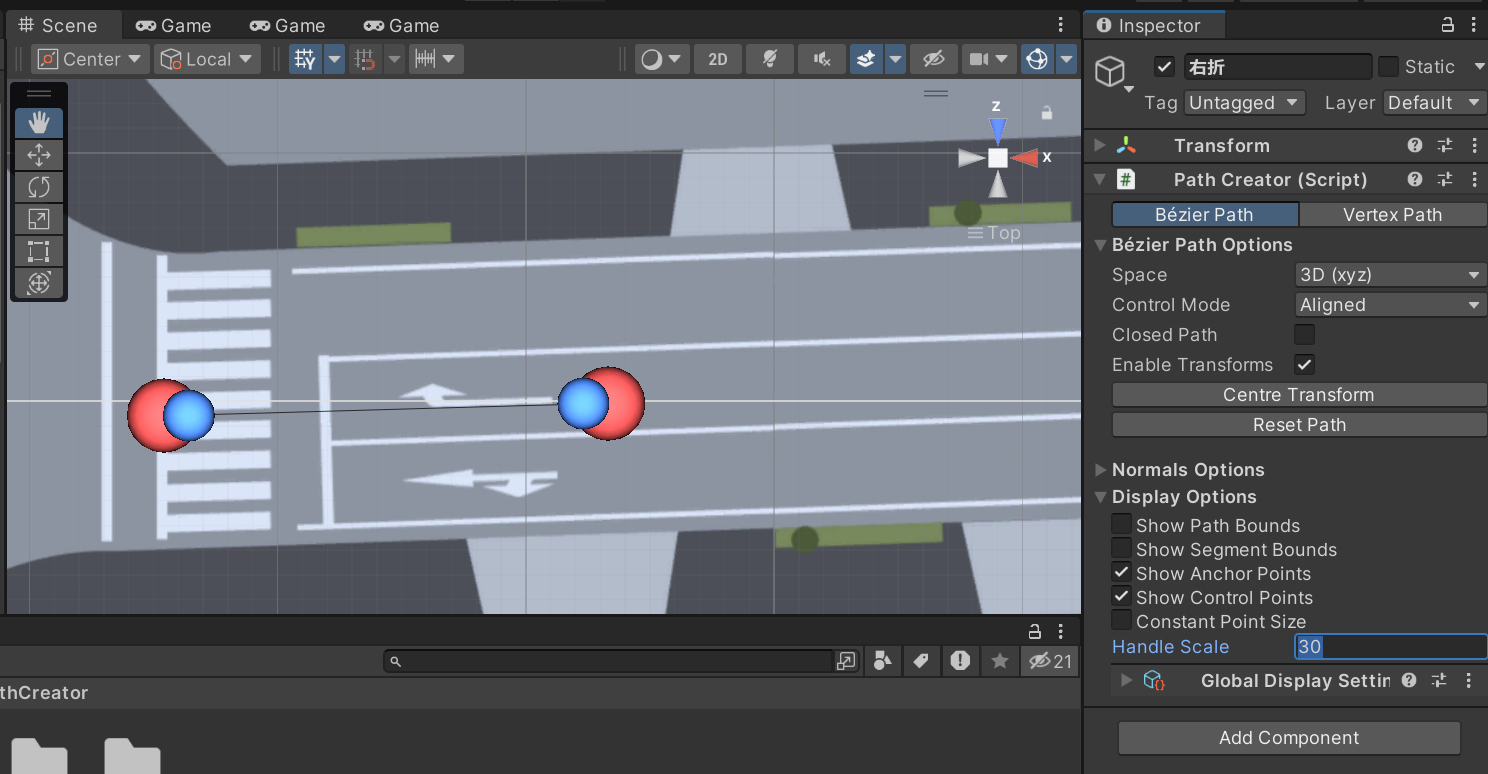 Scene Game Game Game
Center Local 2D
z
x
Top
21
thCreator
Inspector
右折 Static
Tag Untagged Layer Default
Transform
# Path Creator (Script)
Bézier Path Vertex Path
Bézier Path Options
Space 3D (xyz)
Control Mode Aligned
Closed Path
Enable Transforms
Centre Transform
Reset Path
Normals Options
Display Options
Show Path Bounds
Show Segment Bounds
Show Anchor Points
Show Control Points
Constant Point Size
Handle Scale 30
Global Display Settin
Add Component